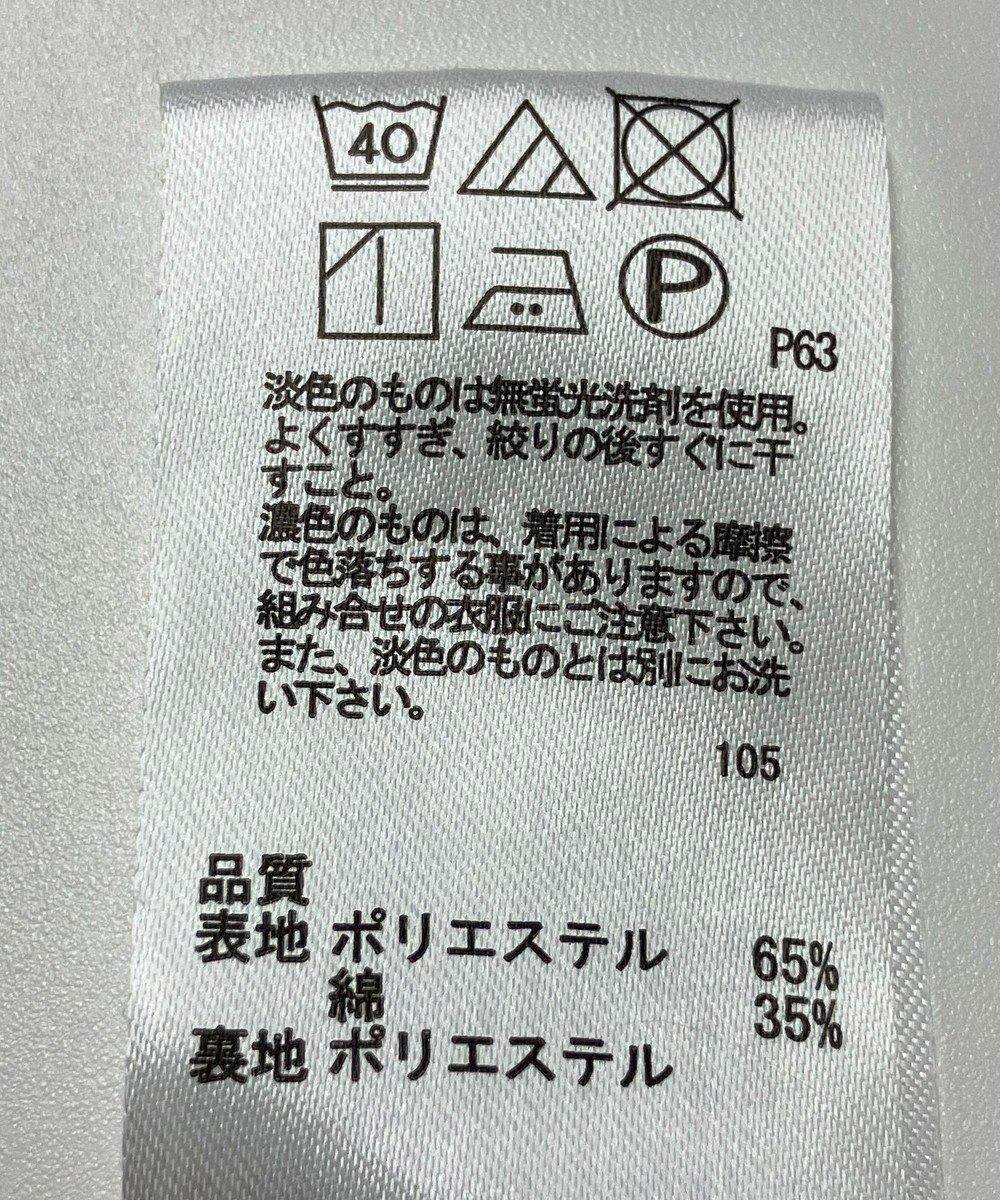 40
P
P63
淡色のものは無蛍光洗剤を使用。
よくすすぎ、絞りの後すぐに干
すこと。
濃色のものは、着用による摩擦
で色落ちする事がありますので、
組み合せの衣服にご注意下さい。
また、淡色のものとは別にお洗
い下さい。
105
品質
表地 ポリエステル 65%
綿 35%
裏地 ポリエステル